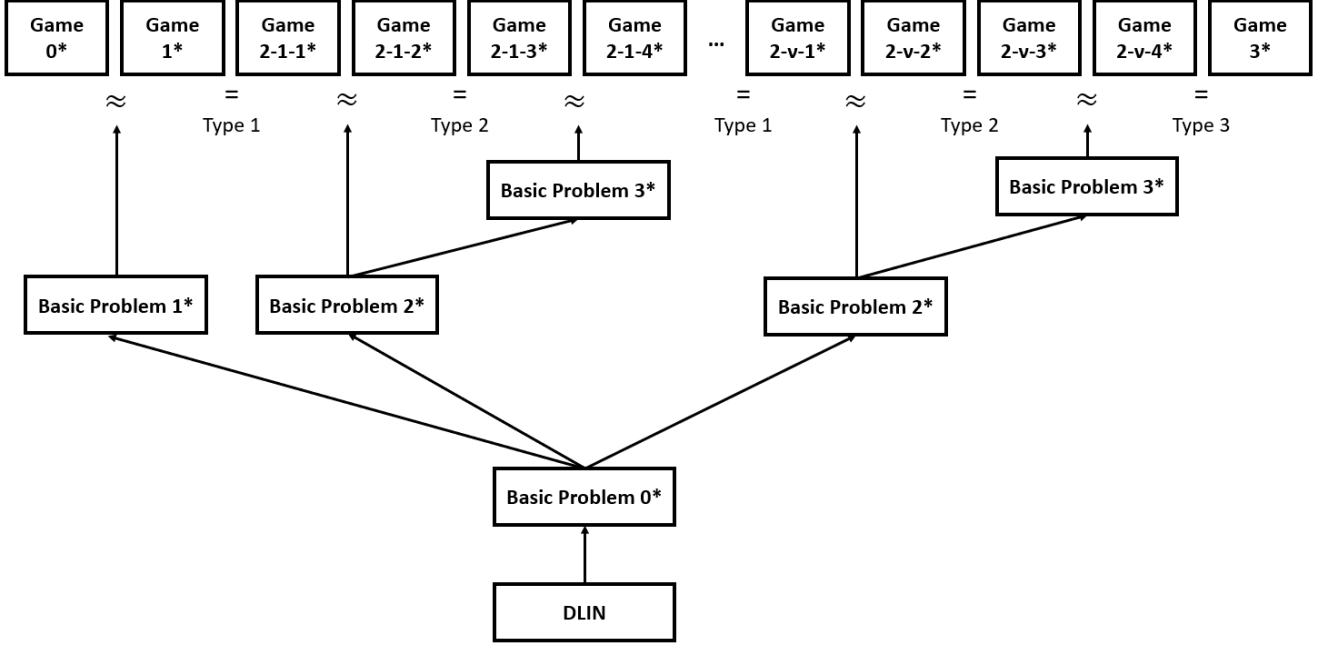 Game
0*
Game
1*
Game
2-1-1*
Game
2-1-2*
Game
2-1-3*
Game
2-1-4*
...
Game
2-v-1*
Game
2-v-2*
Game
2-v-3*
Game
2-v-4*
Game
3*
≈ = ≈ = ≈ = ≈ = ≈ =
Type 1 Type 2 Type 1 Type 2 Type 3
Basic Problem 3*
Basic Problem 3*
Basic Problem 1*
Basic Problem 2*
Basic Problem 2*
Basic Problem 0*
DLIN